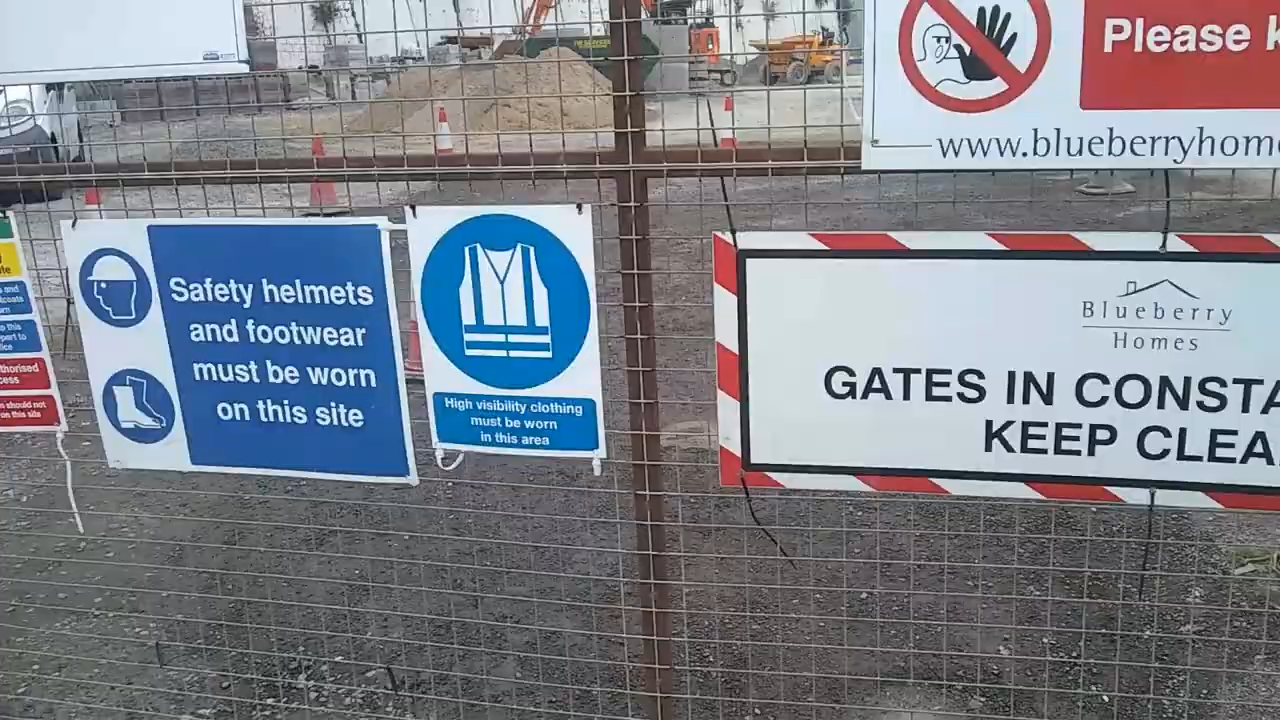 Please
www.blueberryhom
Safety helmets
and footwear
must be worn
on this site
High visibility clothing
must be worn
in this area
Blueberry
Homes
GATES IN CONSTA
KEEP CLEA